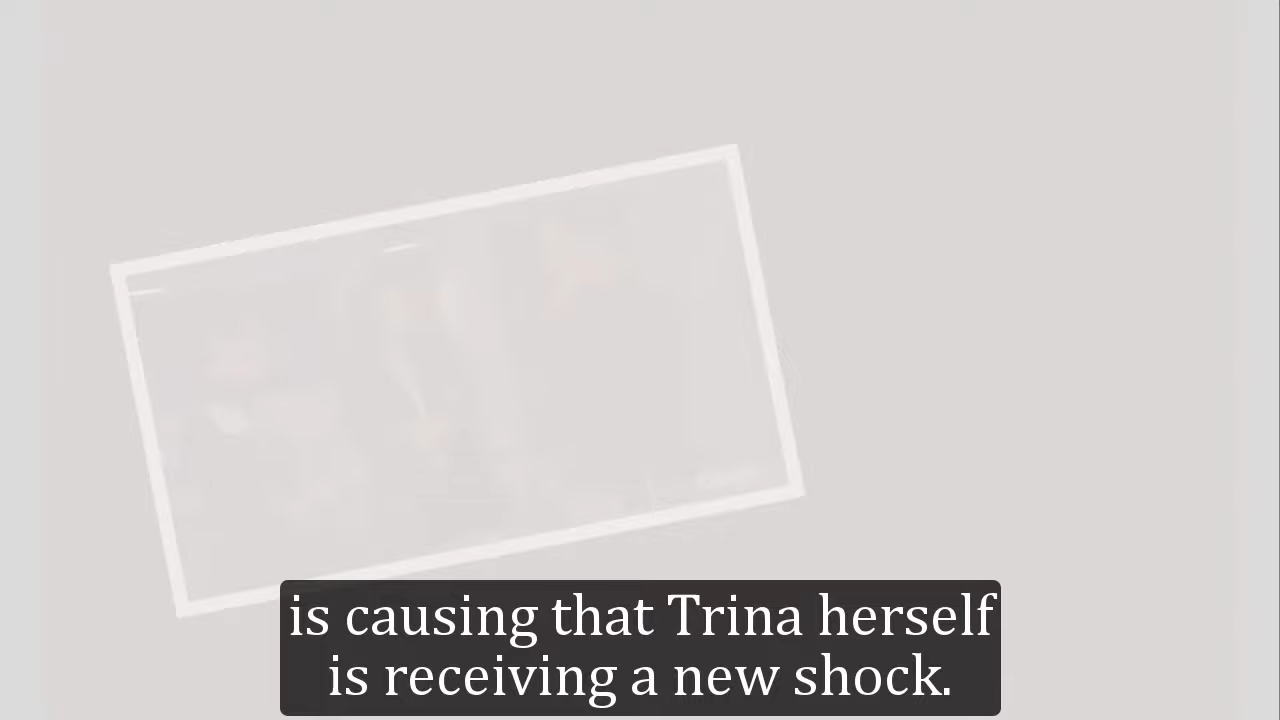 is causing that Trina herself
is receiving a new shock.